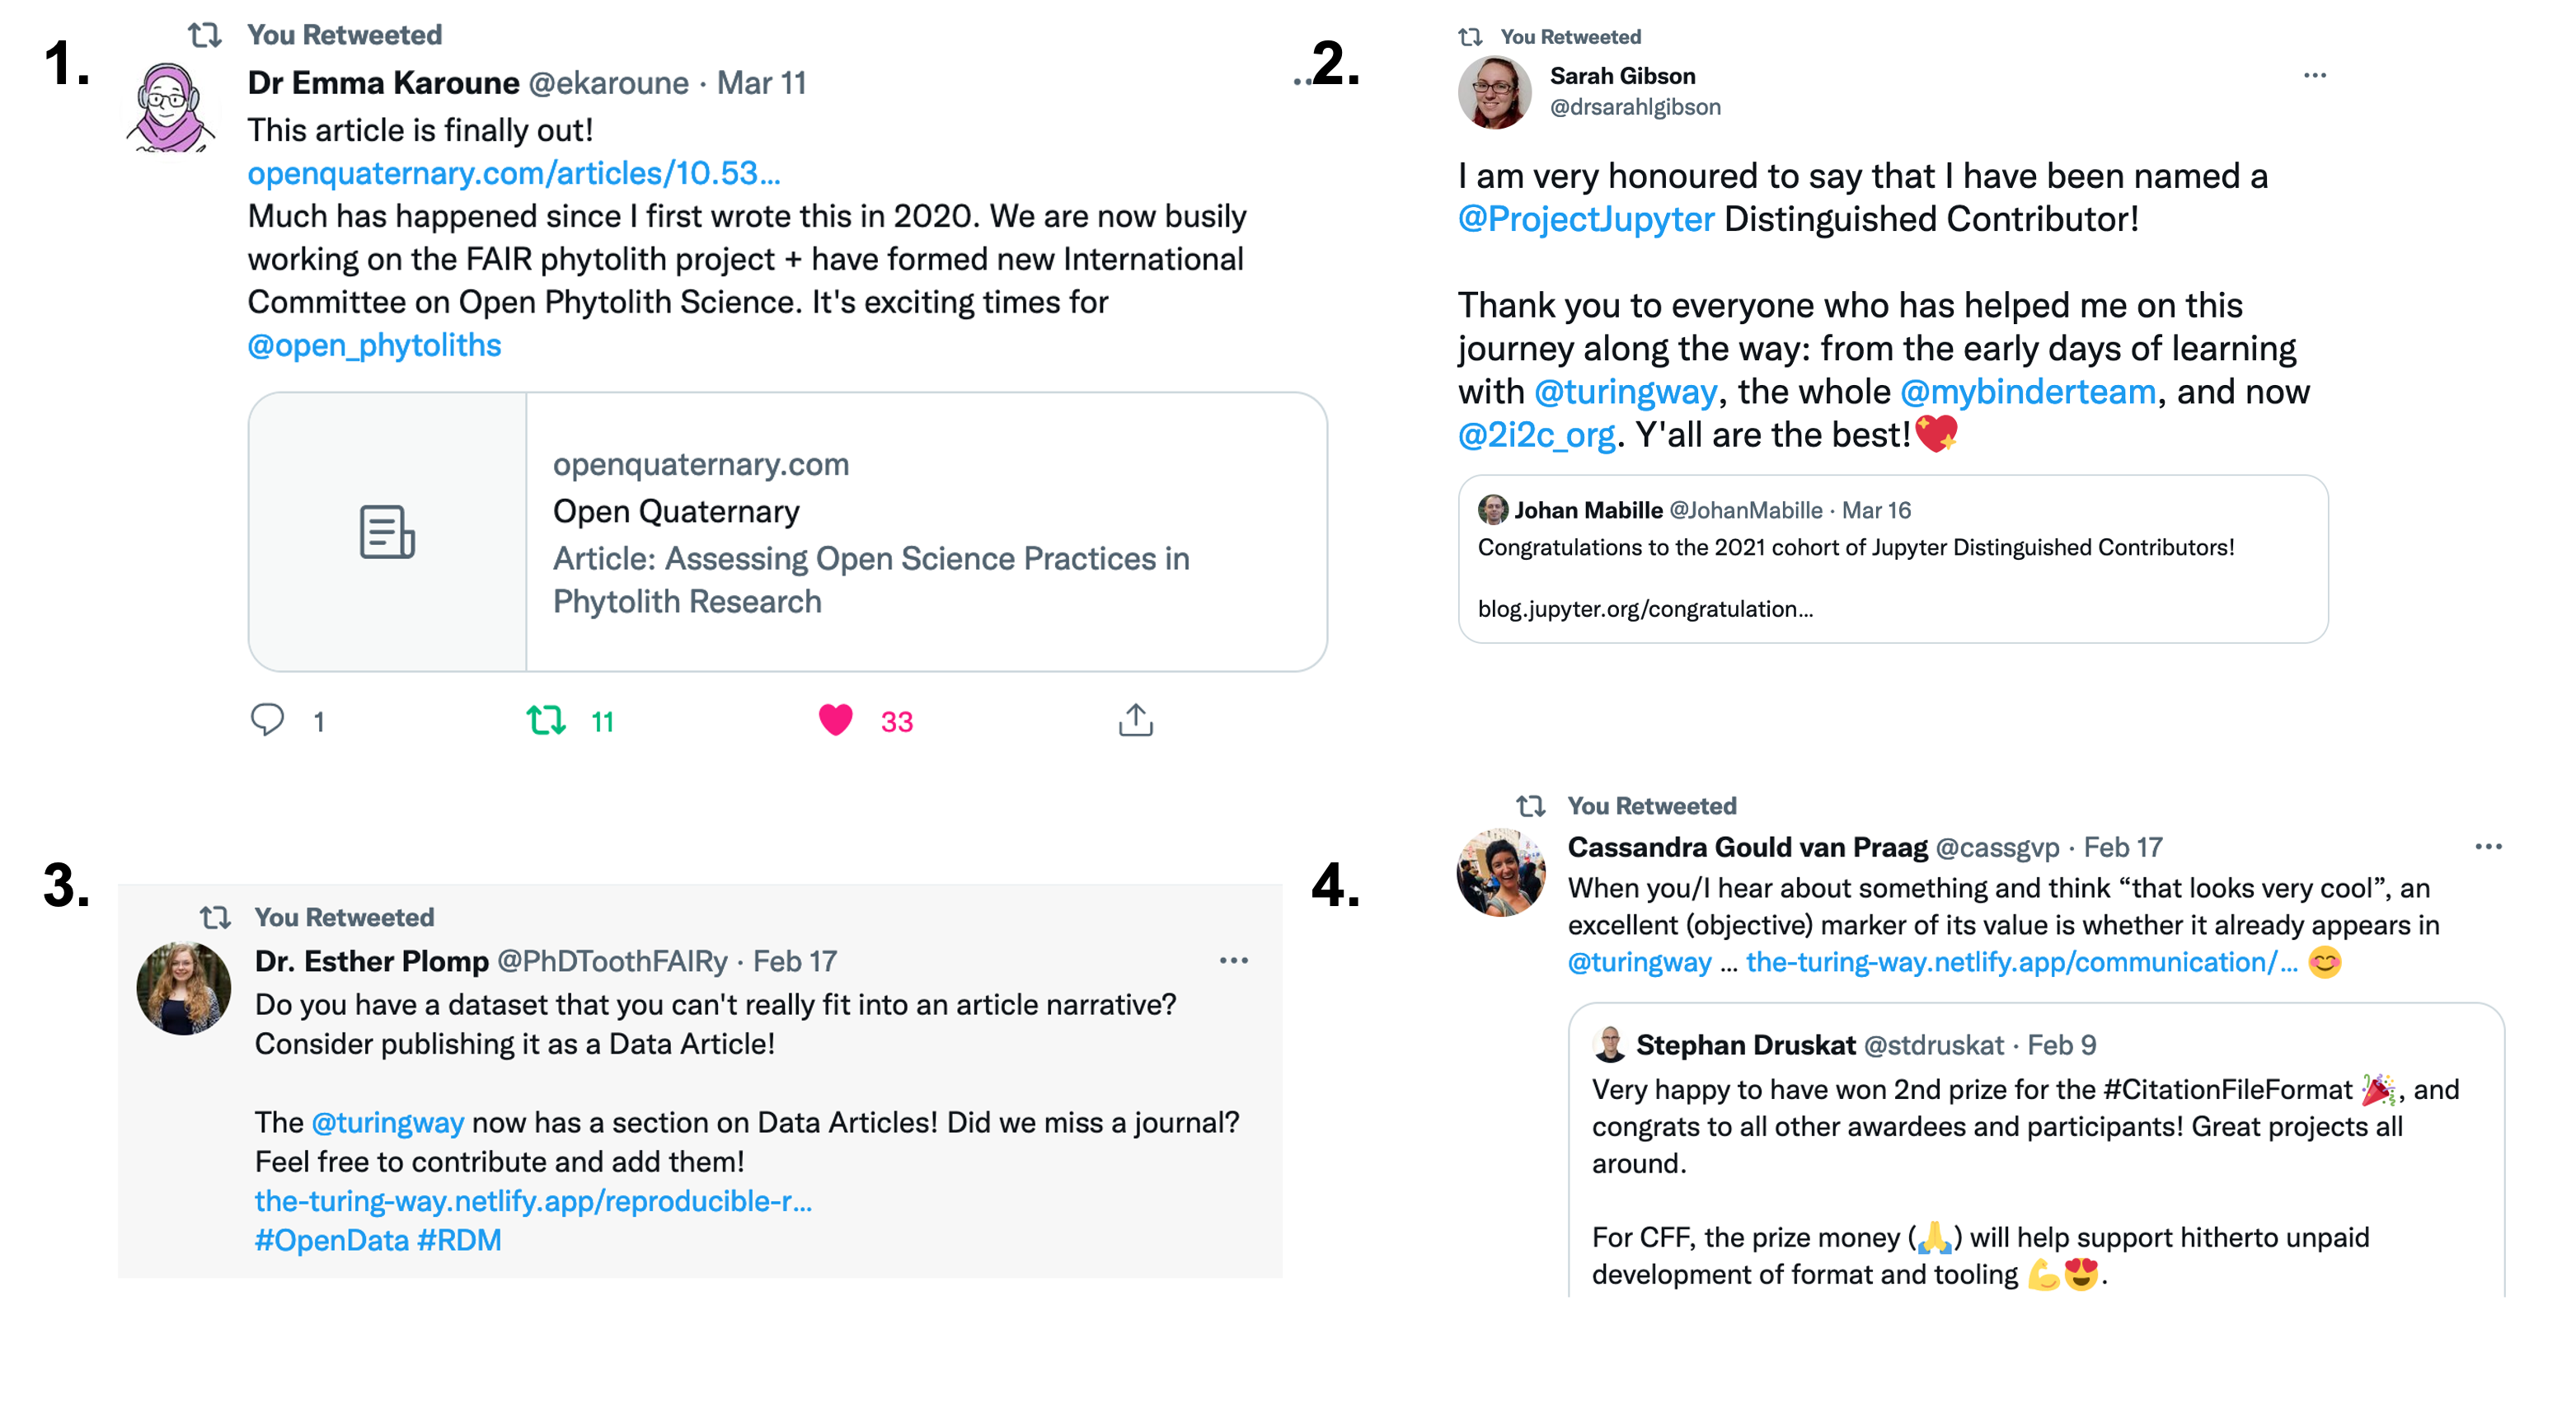 1.
You Retweeted
Dr Emma Karoune @ekaroune · Mar 11
This article is finally out!
openquaternary.com/articles/10.53...
Much has happened since I first wrote this in 2020. We are now busily
working on the FAIR phytolith project + have formed new International
Committee on Open Phytolith Science. It's exciting times for
@open_phytoliths
openquaternary.com
Open Quaternary
Article: Assessing Open Science Practices in
Phytolith Research
1 11 33
2.
You Retweeted
Sarah Gibson
@drsarahlgibson
I am very honoured to say that I have been named a
@ProjectJupyter Distinguished Contributor!
Thank you to everyone who has helped me on this
journey along the way: from the early days of learning
with @turingway, the whole @mybinderteam, and now
@2i2c_org. Y'all are the best!💖
Johan Mabille @JohanMabille · Mar 16
Congratulations to the 2021 cohort of Jupyter Distinguished Contributors!
blog.jupyter.org/congratulation...
3.
You Retweeted
Dr. Esther Plomp @PhDToothFAIRy · Feb 17
Do you have a dataset that you can't really fit into an article narrative?
Consider publishing it as a Data Article!
The @turingway now has a section on Data Articles! Did we miss a journal?
Feel free to contribute and add them!
the-turing-way.netlify.app/reproducible-r...
#OpenData #RDM
4.
You Retweeted
Cassandra Gould van Praag @cassgvp · Feb 17
When you/I hear about something and think “that looks very cool”, an
excellent (objective) marker of its value is whether it already appears in
@turingway ... the-turing-way.netlify.app/communication/... 😊
Stephan Druskat @stdruskat · Feb 9
Very happy to have won 2nd prize for the #CitationFileFormat 🎉, and
congrats to all other awardees and participants! Great projects all
around.
For CFF, the prize money (🙏) will help support hitherto unpaid
development of format and tooling 💪😍.